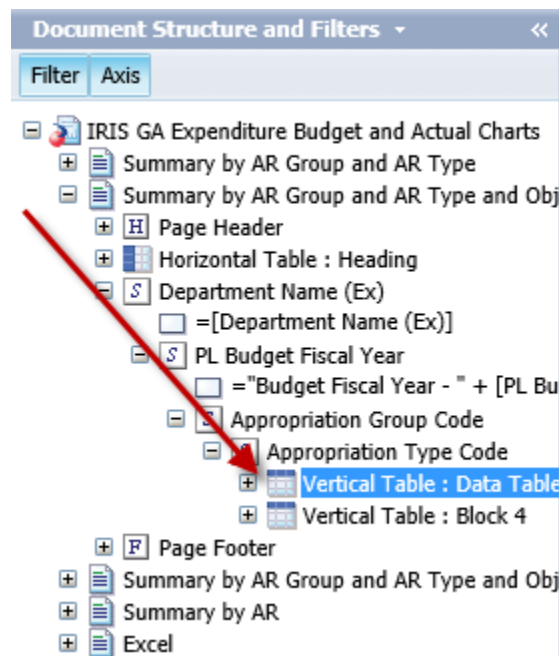 Document Structure and Filters
Filter Axis
IRIS GA Expenditure Budget and Actual Charts
Summary by AR Group and AR Type
Summary by AR Group and AR Type and Obj
H Page Header
Horizontal Table : Heading
S Department Name (Ex)
=[Department Name (Ex)]
S PL Budget Fiscal Year
="Budget Fiscal Year - " + [PL Bu
S Appropriation Group Code
Appropriation Type Code
Vertical Table : Data Table
Vertical Table : Block 4
F Page Footer
Summary by AR Group and AR Type and Obj
Summary by AR
Excel